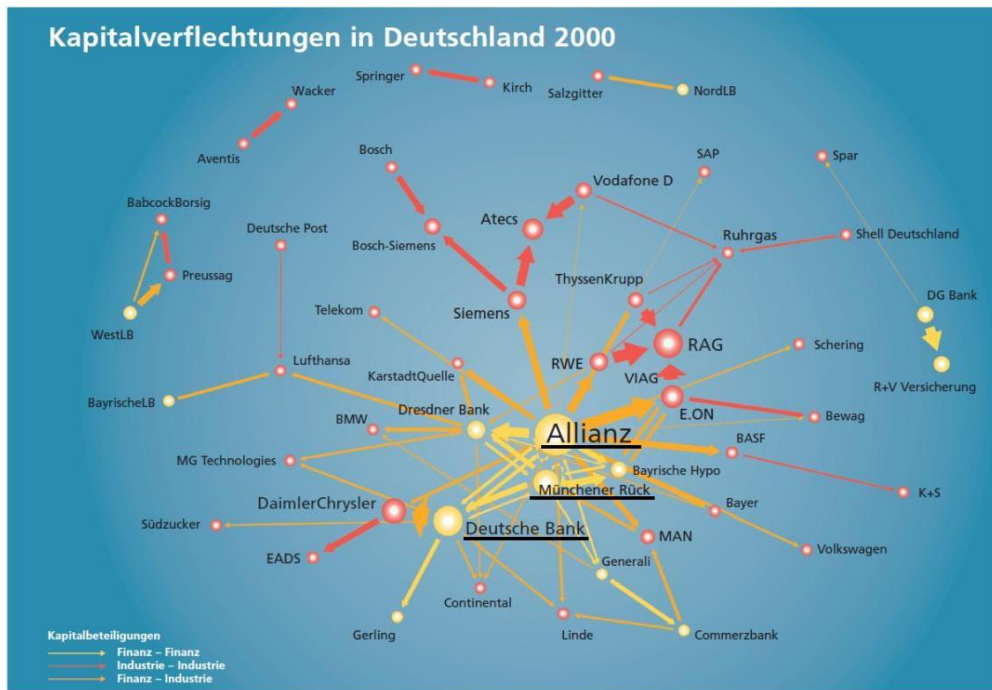 Kapitalverflechtungen in Deutschland 2000
Springer
Kirch
Salzgitter
NordLB
Wacker
Aventis
Bosch
SAP
Spar
Vodafone D
BabcockBorsig
Deutsche Post
Atecs
Bosch-Siemens
Ruhrgas
Shell Deutschland
Preussag
ThyssenKrupp
DG Bank
Telekom
Siemens
WestLB
RAG
Schering
Lufthansa
KarstadtQuelle
RWE
VIAG
R+V Versicherung
BayrischeLB
Dresdner Bank
E.ON
BMW
Allianz
Bewag
BASF
MG Technologies
Bayrische Hypo
Münchener Rück
K+S
DaimlerChrysler
Bayer
Südzucker
Deutsche Bank
MAN
Volkswagen
EADS
Generali
Continental
Gerling
Linde
Commerzbank
Kapitalbeteiligungen
Finanz – Finanz
Industrie – Industrie
Finanz – Industrie